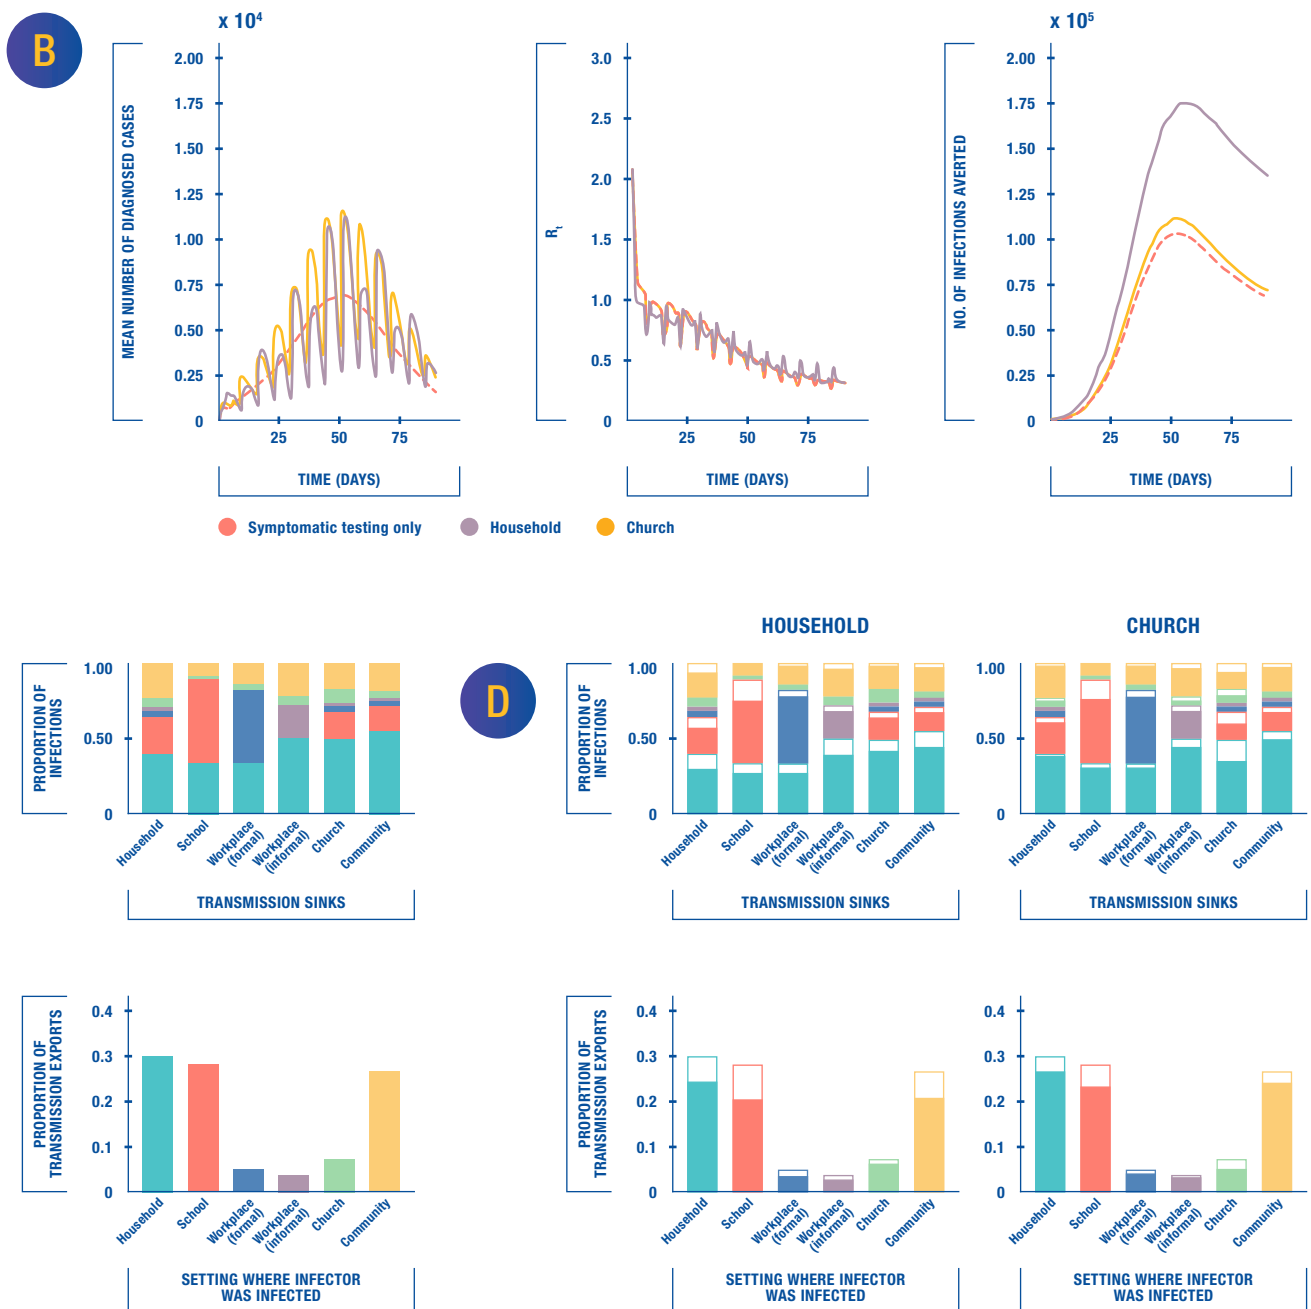 B
x 10⁴
MEAN NUMBER OF DIAGNOSED CASES
2.00
1.75
1.50
1.25
1.00
0.75
0.50
0.25
0
25 50 75
TIME (DAYS)
Rt
3.0
2.5
2.0
1.5
1.0
0.5
0
25 50 75
TIME (DAYS)
x 10⁵
NO. OF INFECTIONS AVERTED
2.00
1.75
1.50
1.25
1.00
0.75
0.50
0.25
0
25 50 75
TIME (DAYS)
Symptomatic testing only Household Church
PROPORTION OF
INFECTIONS
1.00
0.50
0
Household
School
Workplace
(formal)
Workplace
(informal)
Church
Community
TRANSMISSION SINKS
D
HOUSEHOLD
PROPORTION OF
INFECTIONS
1.00
0.50
0
Household
School
Workplace
(formal)
Workplace
(informal)
Church
Community
TRANSMISSION SINKS
CHURCH
1.00
0.50
0
Household
School
Workplace
(formal)
Workplace
(informal)
Church
Community
TRANSMISSION SINKS
PROPORTION OF
TRANSMISSION EXPORTS
0.4
0.3
0.2
0.1
0
Household
School
Workplace
(formal)
Workplace
(informal)
Church
Community
SETTING WHERE INFECTOR
WAS INFECTED
PROPORTION OF
TRANSMISSION EXPORTS
0.4
0.3
0.2
0.1
0
Household
School
Workplace
(formal)
Workplace
(informal)
Church
Community
SETTING WHERE INFECTOR
WAS INFECTED
0.4
0.3
0.2
0.1
0
Household
School
Workplace
(formal)
Workplace
(informal)
Church
Community
SETTING WHERE INFECTOR
WAS INFECTED